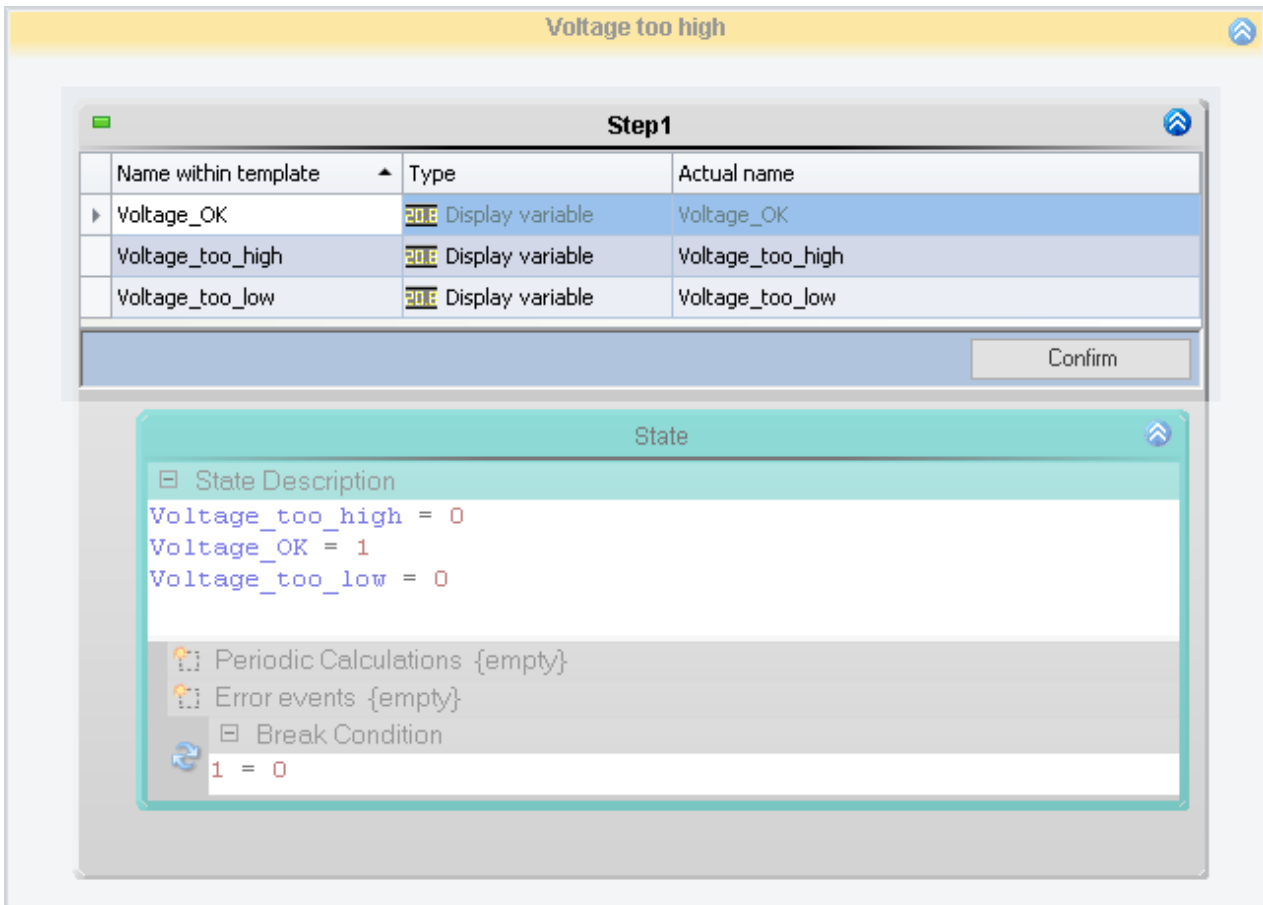 Voltage too high
Step1
Name within template Type Actual name
Voltage_OK 20.8 Display variable Voltage_OK
Voltage_too_high 20.8 Display variable Voltage_too_high
Voltage_too_low 20.8 Display variable Voltage_too_low
Confirm
State
State Description
Voltage_too_high = 0
Voltage_OK = 1
Voltage_too_low = 0
Periodic Calculations {empty}
Error events {empty}
Break Condition
1 = 0